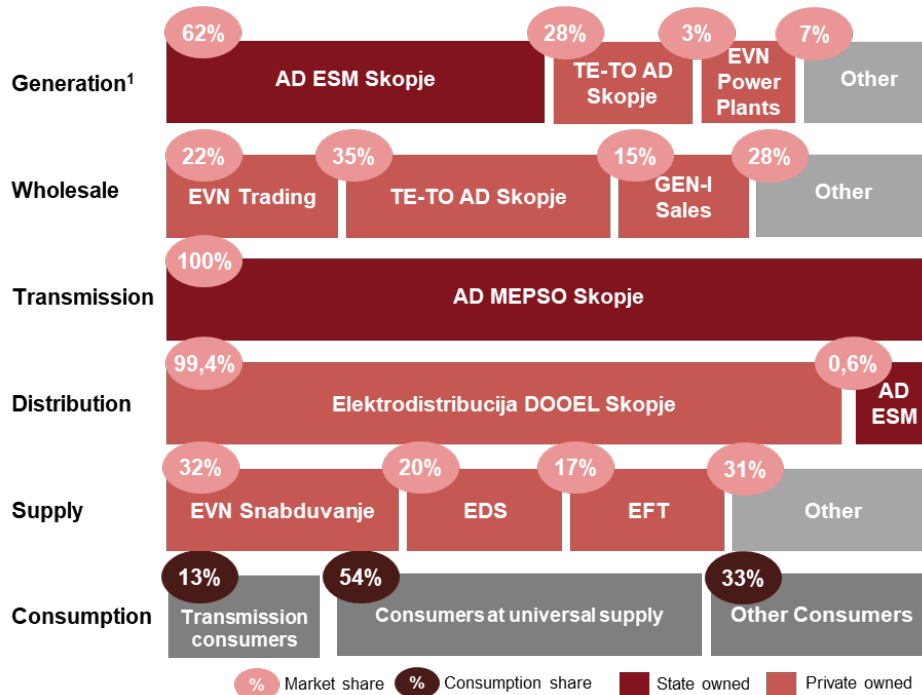 62%
28%
3%
7%
Generation1
AD ESM Skopje
TE-TO AD
Skopje
EVN
Power
Plants
Other
22%
35%
15%
28%
Wholesale
EVN Trading
TE-TO AD Skopje
GEN-I
Sales
Other
100%
Transmission
AD MEPSO Skopje
99,4%
0,6%
Distribution
Elektrodistribucija DOOEL Skopje
AD
ESM
32%
20%
17%
31%
Supply
EVN Snabduvanje
EDS
EFT
Other
13%
54%
33%
Consumption
Transmission
consumers
Consumers at universal supply
Other Consumers
% Market share % Consumption share State owned Private owned